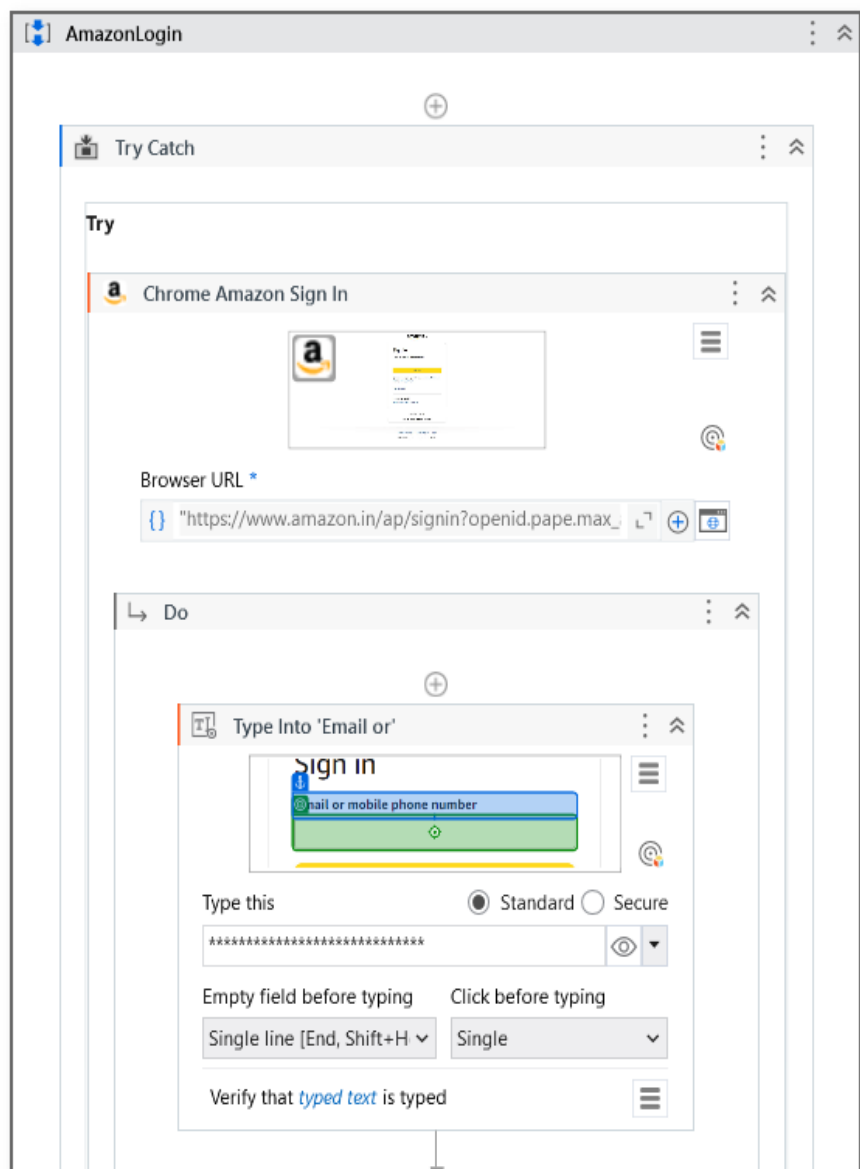 AmazonLogin
Try Catch
Try
Chrome Amazon Sign In
Browser URL *
"https://www.amazon.in/ap/signin?openid.pape.max_
Do
Type Into 'Email or'
Sign in
mail or mobile phone number
Type this
Standard
Secure
*****************************
Empty field before typing
Click before typing
Single line [End, Shift+H
Single
Verify that typed text is typed